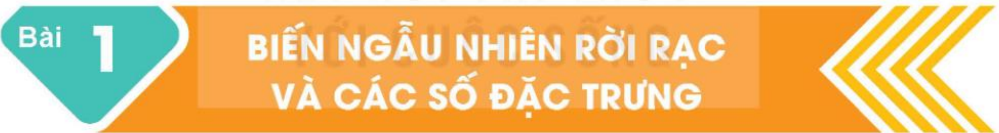 Bài 1
BIẾN NGẪU NHIÊN RỜI RẠC
VÀ CÁC SỐ ĐẶC TRƯNG